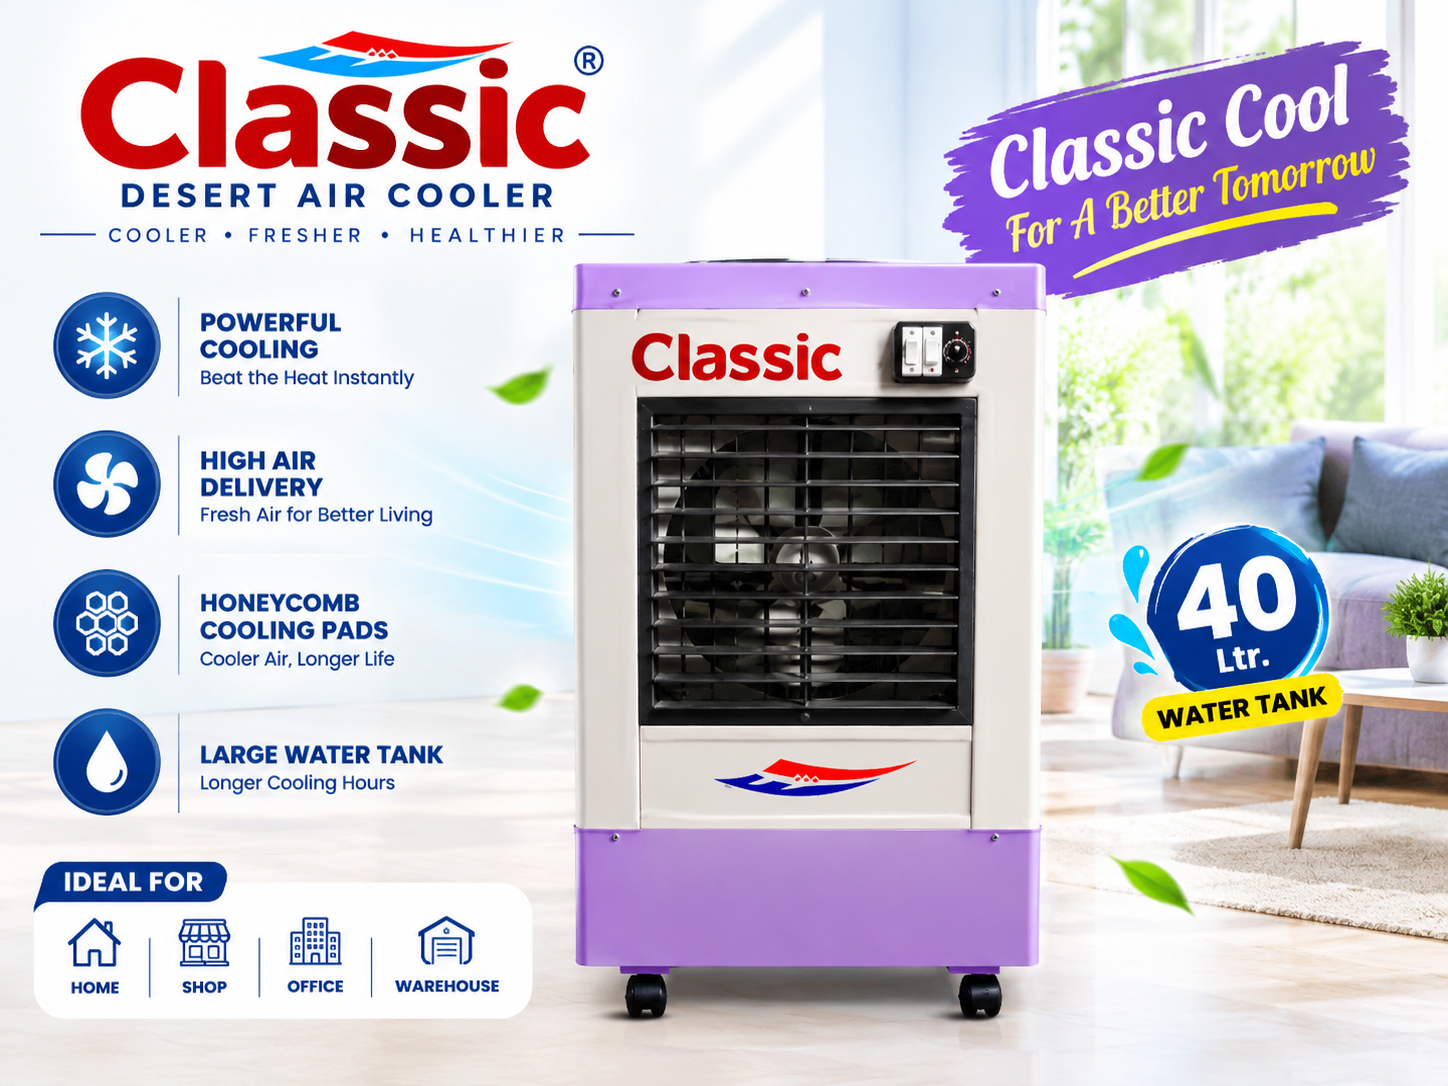 Classic ®
DESERT AIR COOLER
COOLER • FRESHER • HEALTHIER
Classic Cool
For A Better Tomorrow
POWERFUL
COOLING
Beat the Heat Instantly
HIGH AIR
DELIVERY
Fresh Air for Better Living
HONEYCOMB
COOLING PADS
Cooler Air, Longer Life
LARGE WATER TANK
Longer Cooling Hours
IDEAL FOR
HOME
SHOP
OFFICE
WAREHOUSE
Classic
40
Ltr.
WATER TANK